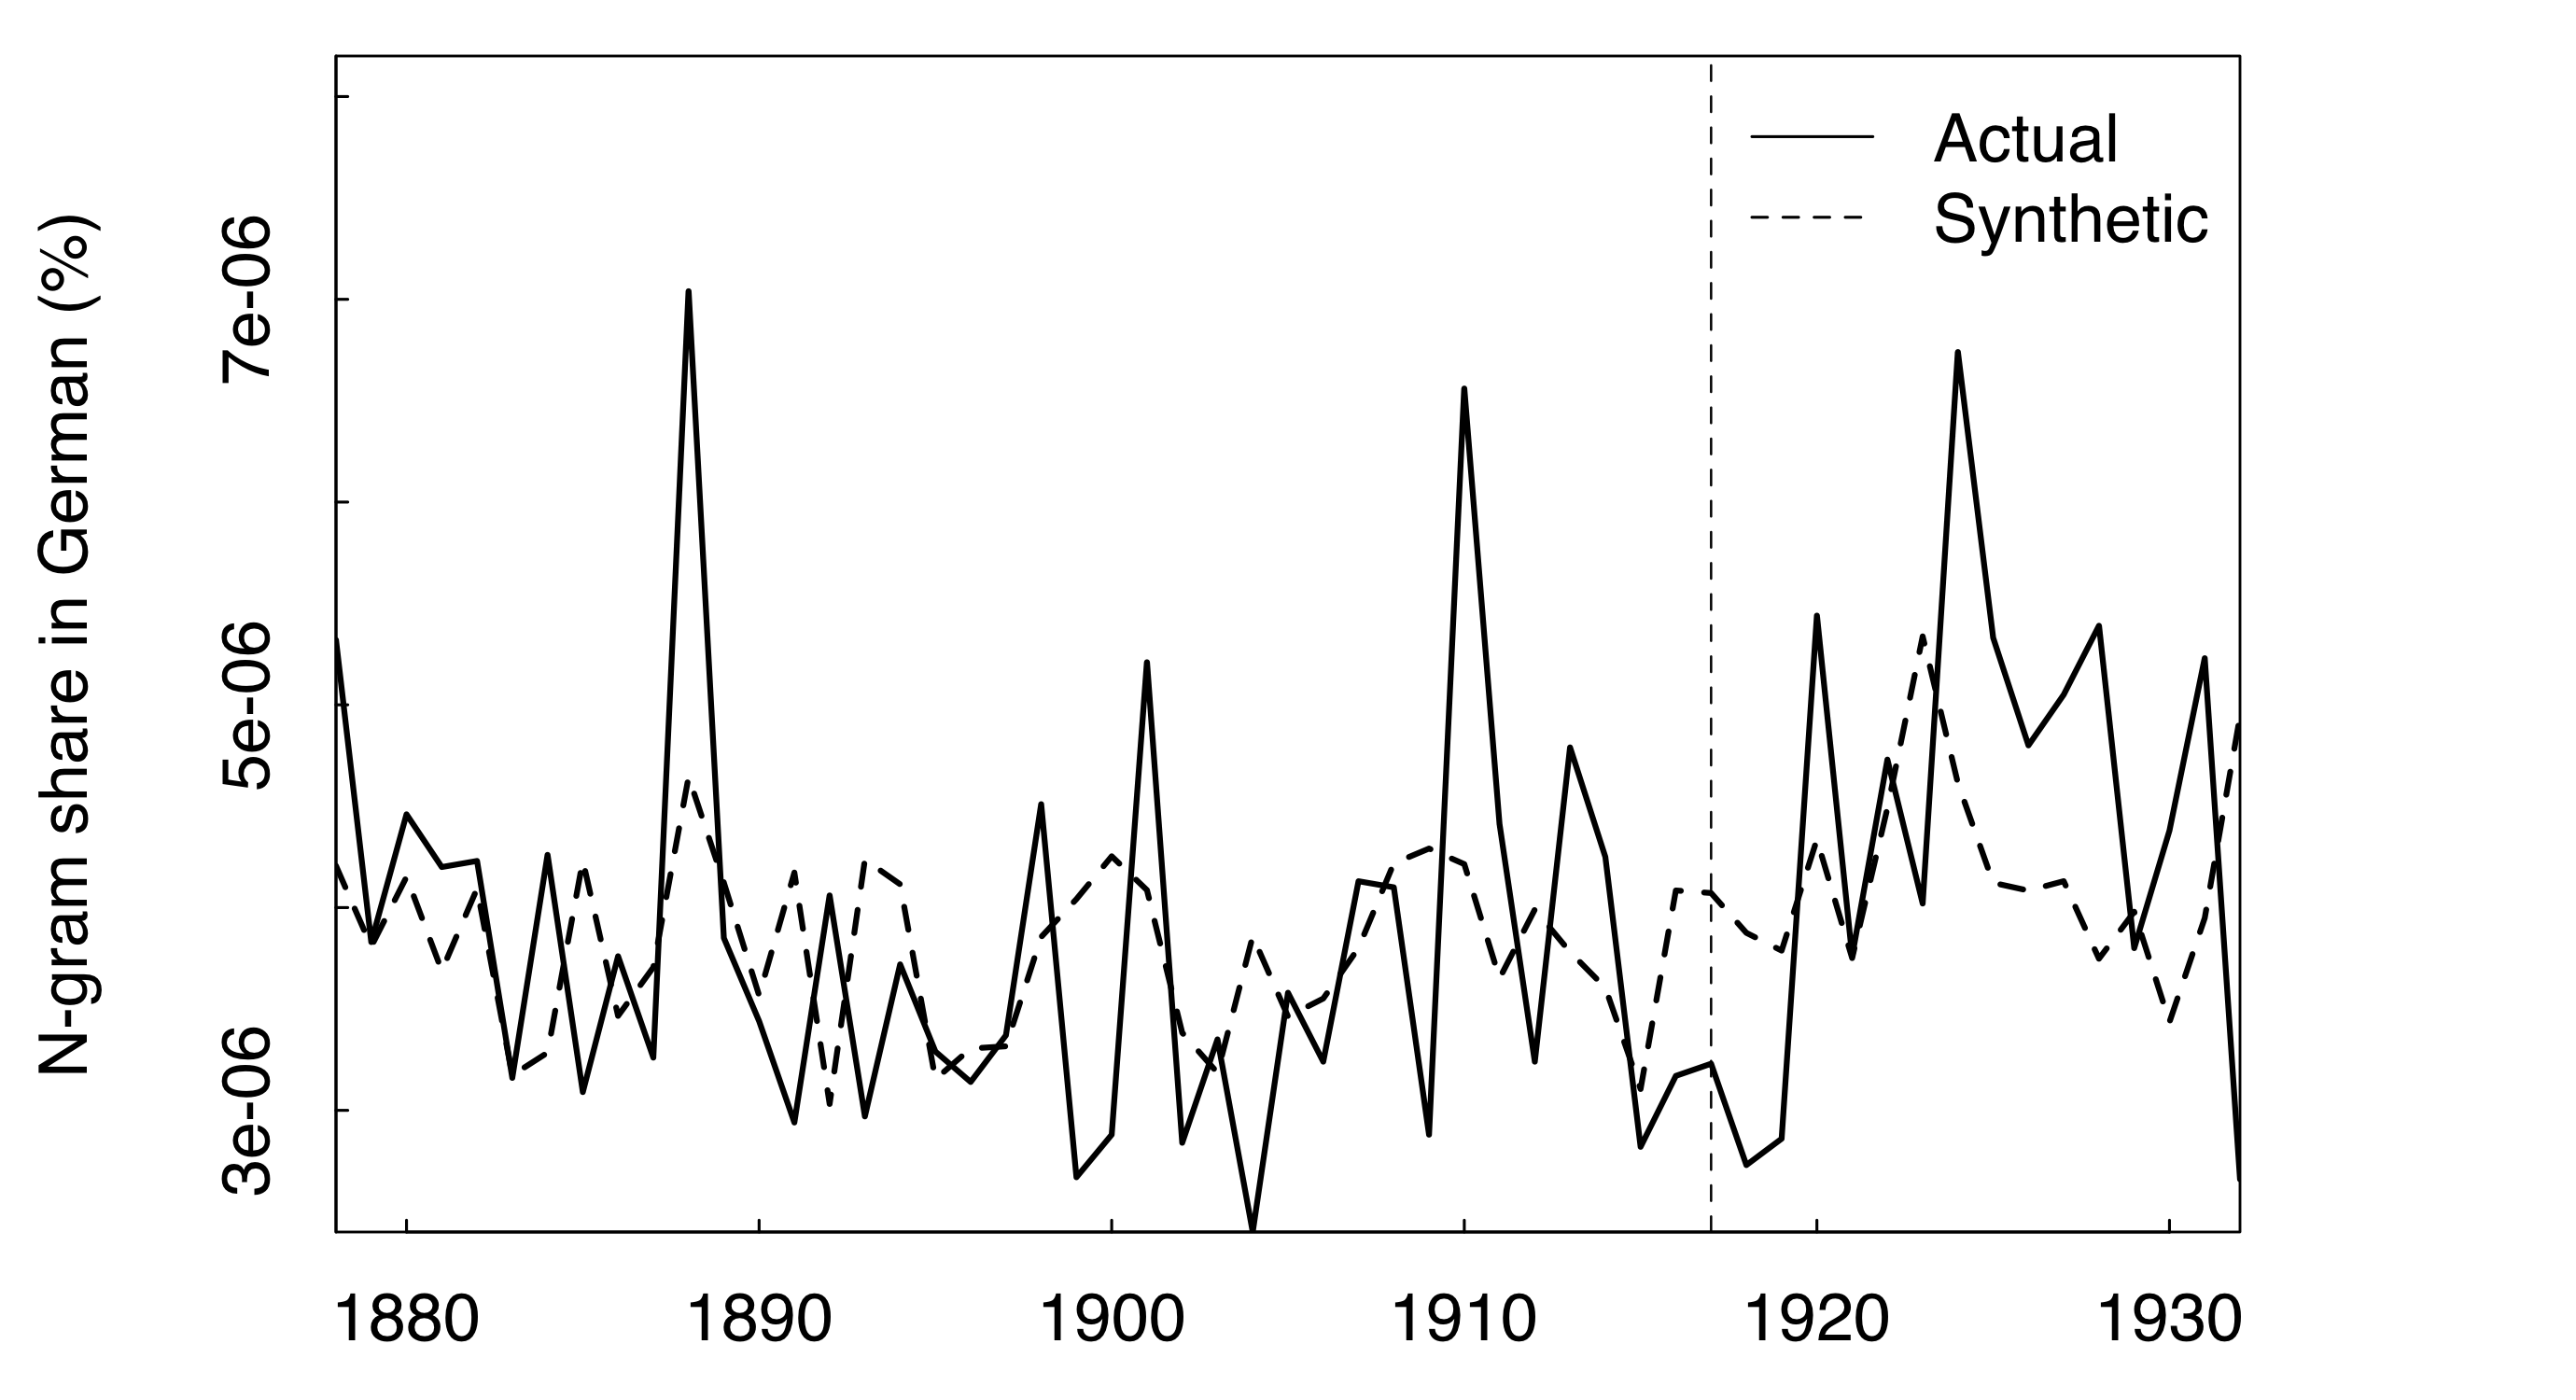 N-gram share in German (%)
7e-06
5e-06
3e-06
Actual
Synthetic
1880 1890 1900 1910 1920 1930